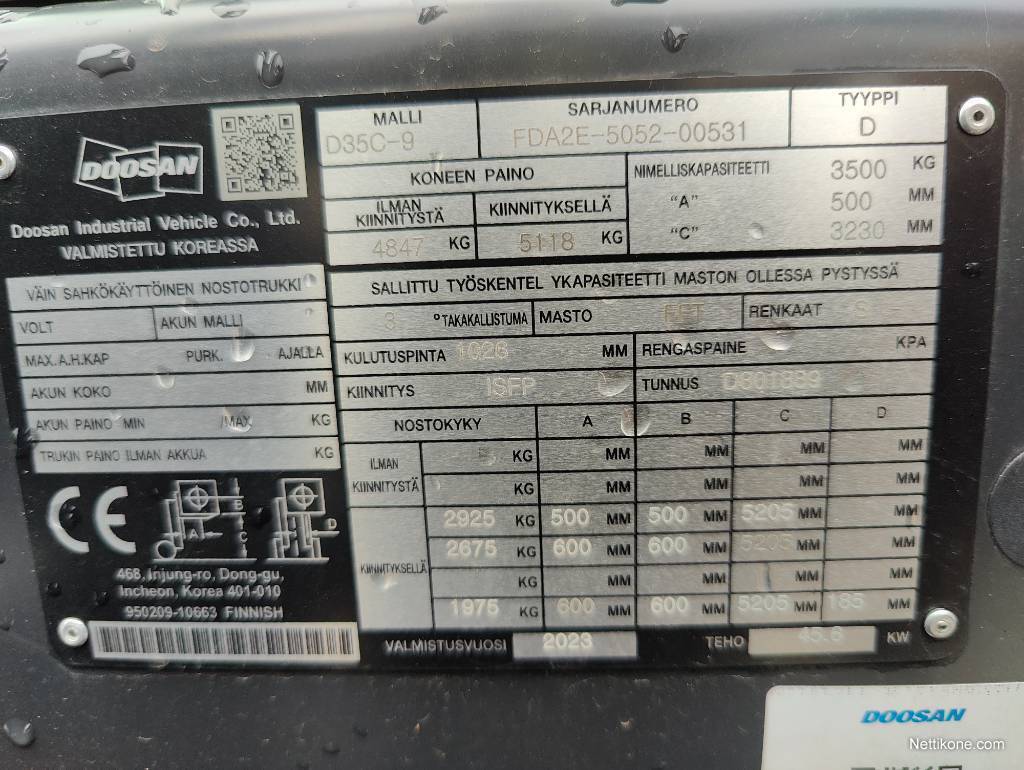 DOOSAN
Doosan Industrial Vehicle Co., Ltd.
VALMISTETTU KOREASSA
MALLI
D35C-9
SARJANUMERO
FDA2E-5052-00531
TYYPPI
D
KONEEN PAINO
ILMAN KIINNITYSTÄ
4847 KG
KIINNITYKSELLÄ
5118 KG
NIMELLISKAPASITEETTI 3500 KG
"A" 500 MM
"C" 3230 MM
VAIN SAHKÖKÄYTTÖINEN NOSTOTRUKKI
VOLT AKUN MALLI
MAX.A.H.KAP PURK. AJALLA
AKUN KOKO MM
AKUN PAINO MIN /MAX KG
TRUKIN PAINO ILMAN AKKUA KG
SALLITTU TYÖSKENTEL YKAPASITEETTI MASTON OLLESSA PYSTYSSÄ
3 °TAKAKALLISTUMA MASTO FFT RENKAAT S
KULUTUSPINTA 1026 MM RENGASPAINE KPA
KIINNITYS ISFP TUNNUS
NOSTOKYKY A B C D
ILMAN KIINNITYSTÄ
KG MM MM MM MM
KG MM MM MM MM
KIINNITYKSELLÄ
2925 KG 500 MM 500 MM 5205 MM MM
2675 KG 600 MM 600 MM 5205 MM MM
KG MM MM MM MM
1975 KG 600 MM 600 MM 5205 MM 185 MM
VALMISTUSVUOSI 2023 TEHO 45.6 KW
CE
A B C D
468, Injung-ro, Dong-gu,
Incheon, Korea 401-010
950209-10663 FINNISH
DOOSAN
Nettikone.com